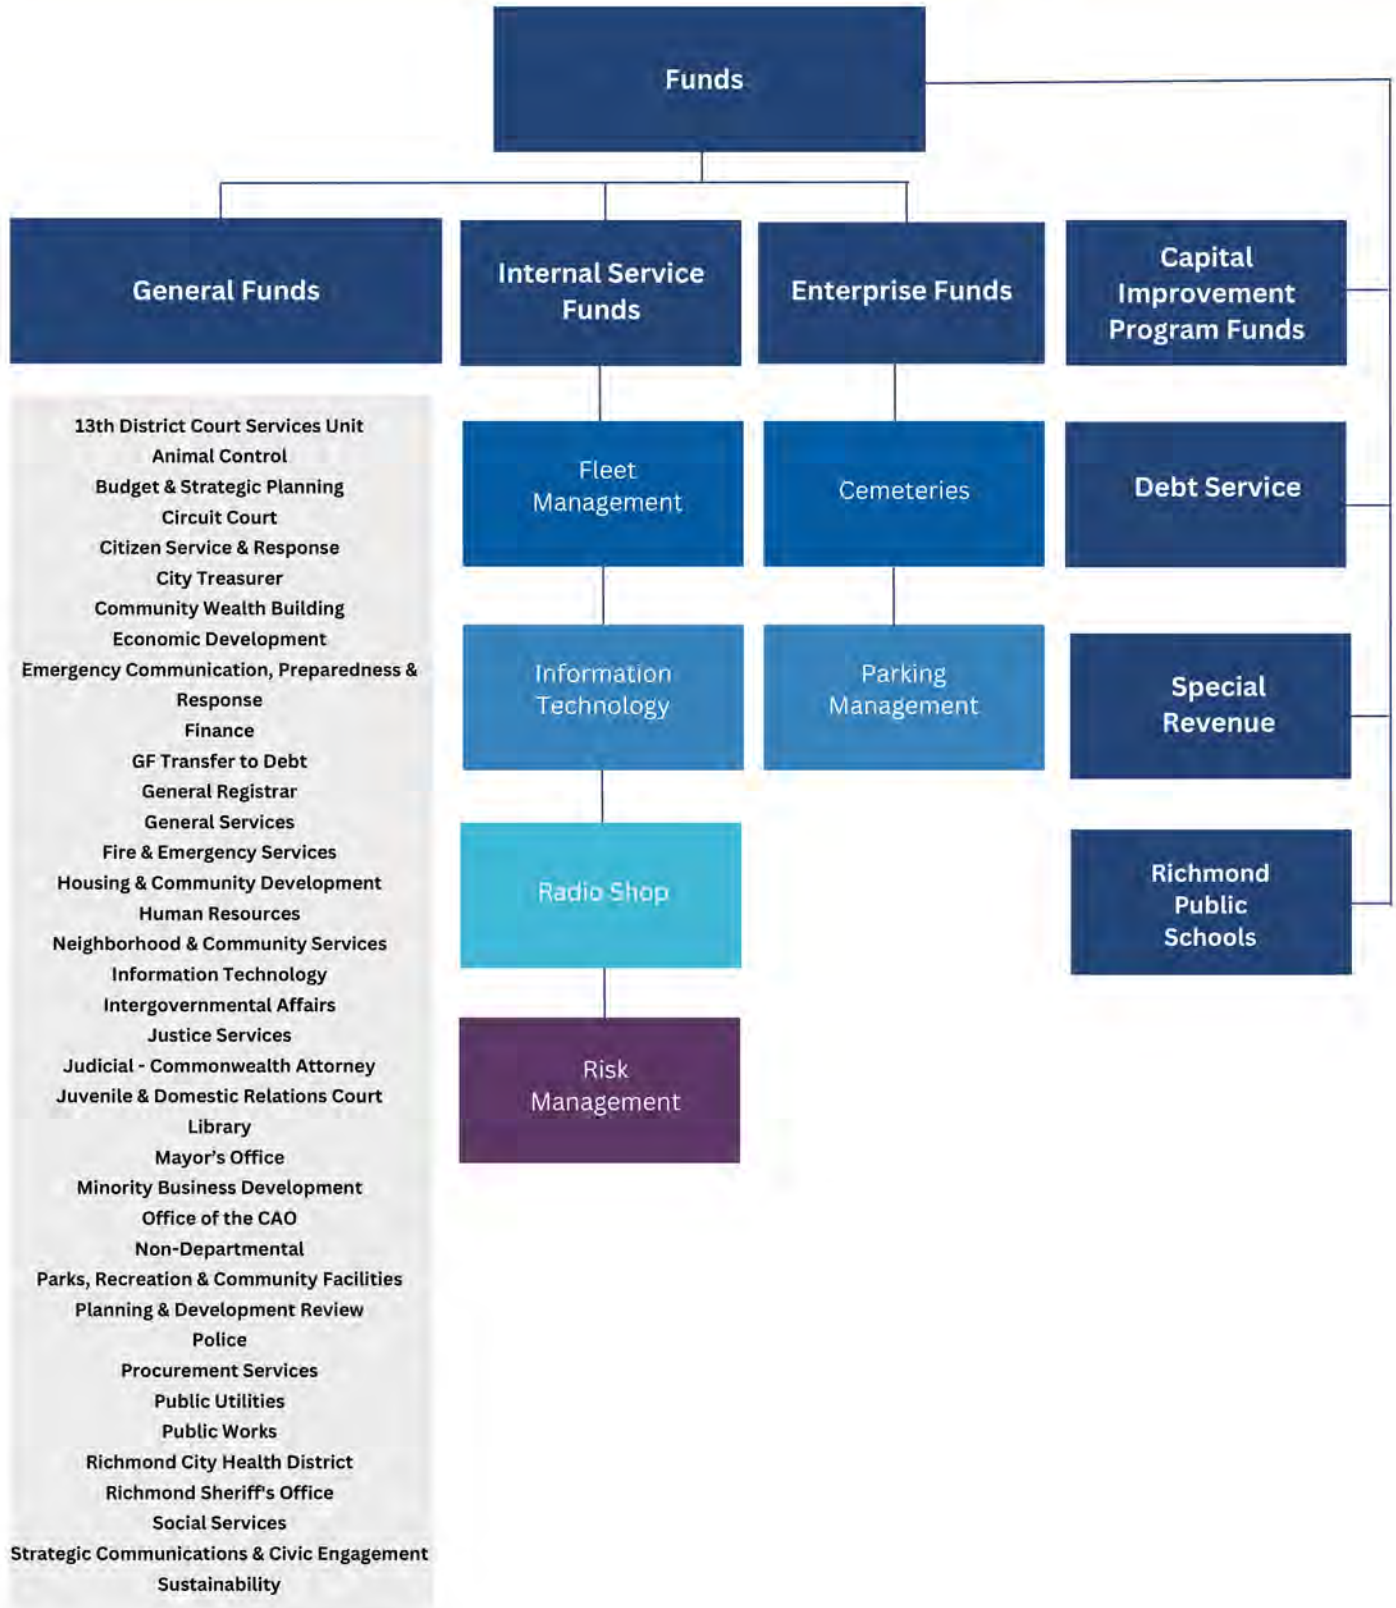 Funds
General Funds
Internal Service
Funds
Enterprise Funds
Capital
Improvement
Program Funds
13th District Court Services Unit
Animal Control
Budget & Strategic Planning
Circuit Court
Citizen Service & Response
City Treasurer
Community Wealth Building
Economic Development
Emergency Communication, Preparedness &
Response
Finance
GF Transfer to Debt
General Registrar
General Services
Fire & Emergency Services
Housing & Community Development
Human Resources
Neighborhood & Community Services
Information Technology
Intergovernmental Affairs
Justice Services
Judicial - Commonwealth Attorney
Juvenile & Domestic Relations Court
Library
Mayor's Office
Minority Business Development
Office of the CAO
Non-Departmental
Parks, Recreation & Community Facilities
Planning & Development Review
Police
Procurement Services
Public Utilities
Public Works
Richmond City Health District
Richmond Sheriff's Office
Social Services
Strategic Communications & Civic Engagement
Sustainability
Fleet
Management
Information
Technology
Radio Shop
Risk
Management
Cemeteries
Parking
Management
Debt Service
Special
Revenue
Richmond
Public
Schools